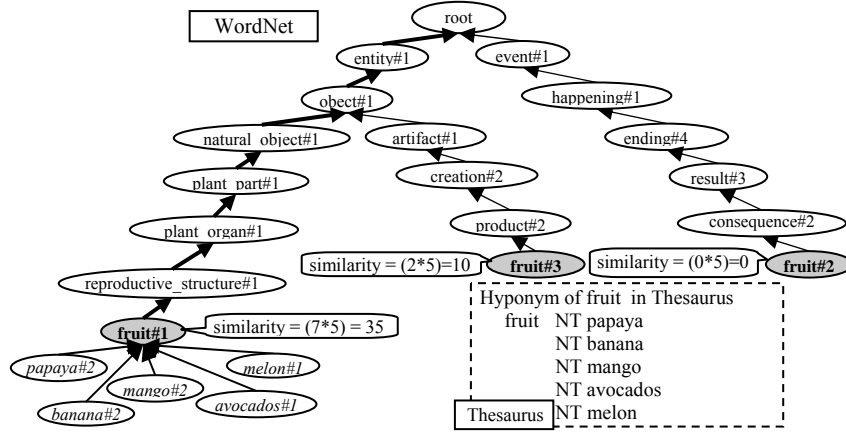 WordNet
root
entity#1
event#1
obect#1
happening#1
natural_object#1
artifact#1
ending#4
plant_part#1
creation#2
result#3
plant_organ#1
product#2
consequence#2
similarity = (2*5)=10
fruit#3
similarity = (0*5)=0
fruit#2
reproductive_structure#1
fruit#1
similarity = (7*5) = 35
papaya#2
melon#1
mango#2
banana#2
avocados#1
Hyponym of fruit in Thesaurus
fruit NT papaya
NT banana
NT mango
NT avocados
NT melon
Thesaurus